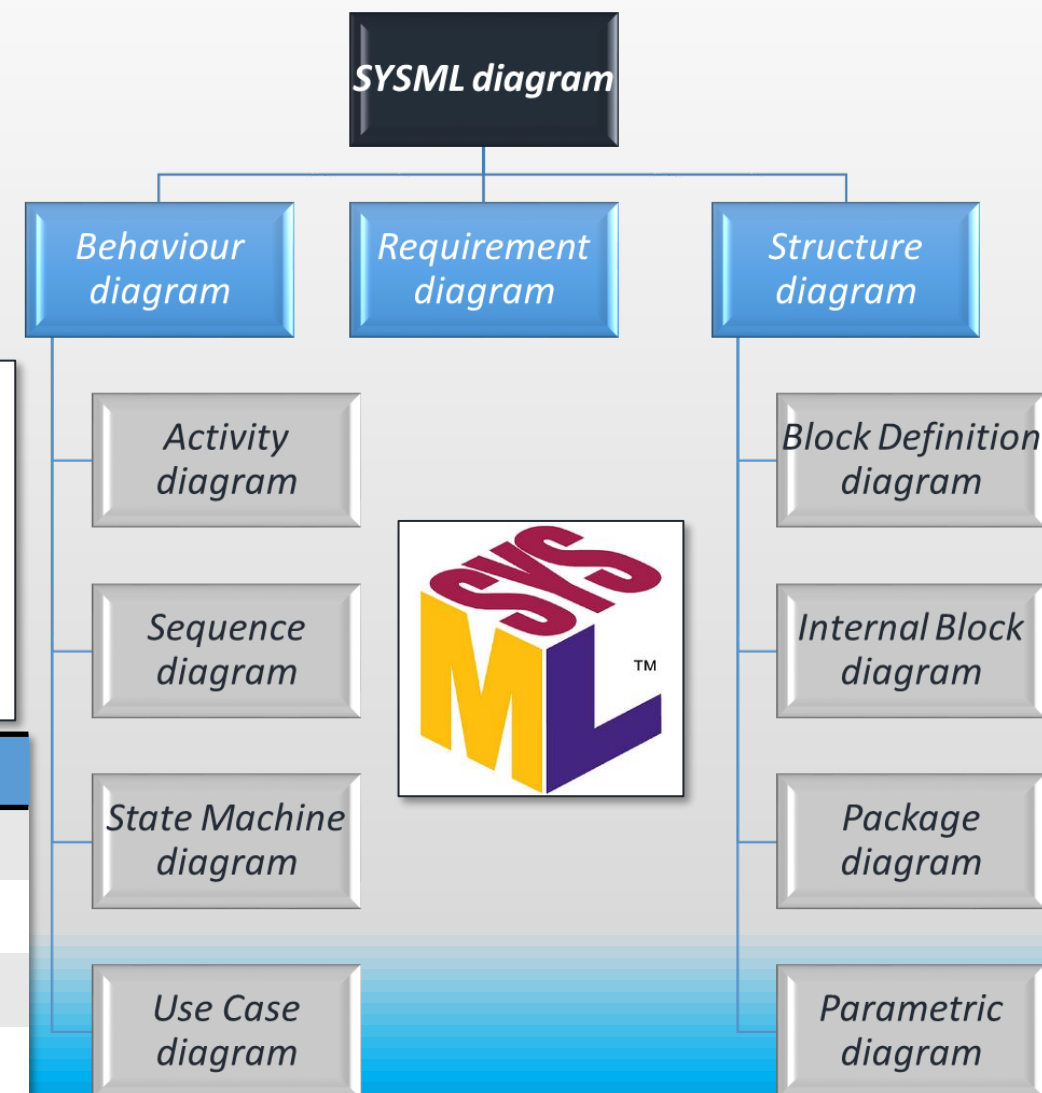 SYSML diagram
Behaviour
diagram
Requirement
diagram
Structure
diagram
Activity
diagram
Block Definition
diagram
Sequence
diagram
Internal Block
diagram
SYS
ML
TM
State Machine
diagram
Package
diagram
Use Case
diagram
Parametric
diagram